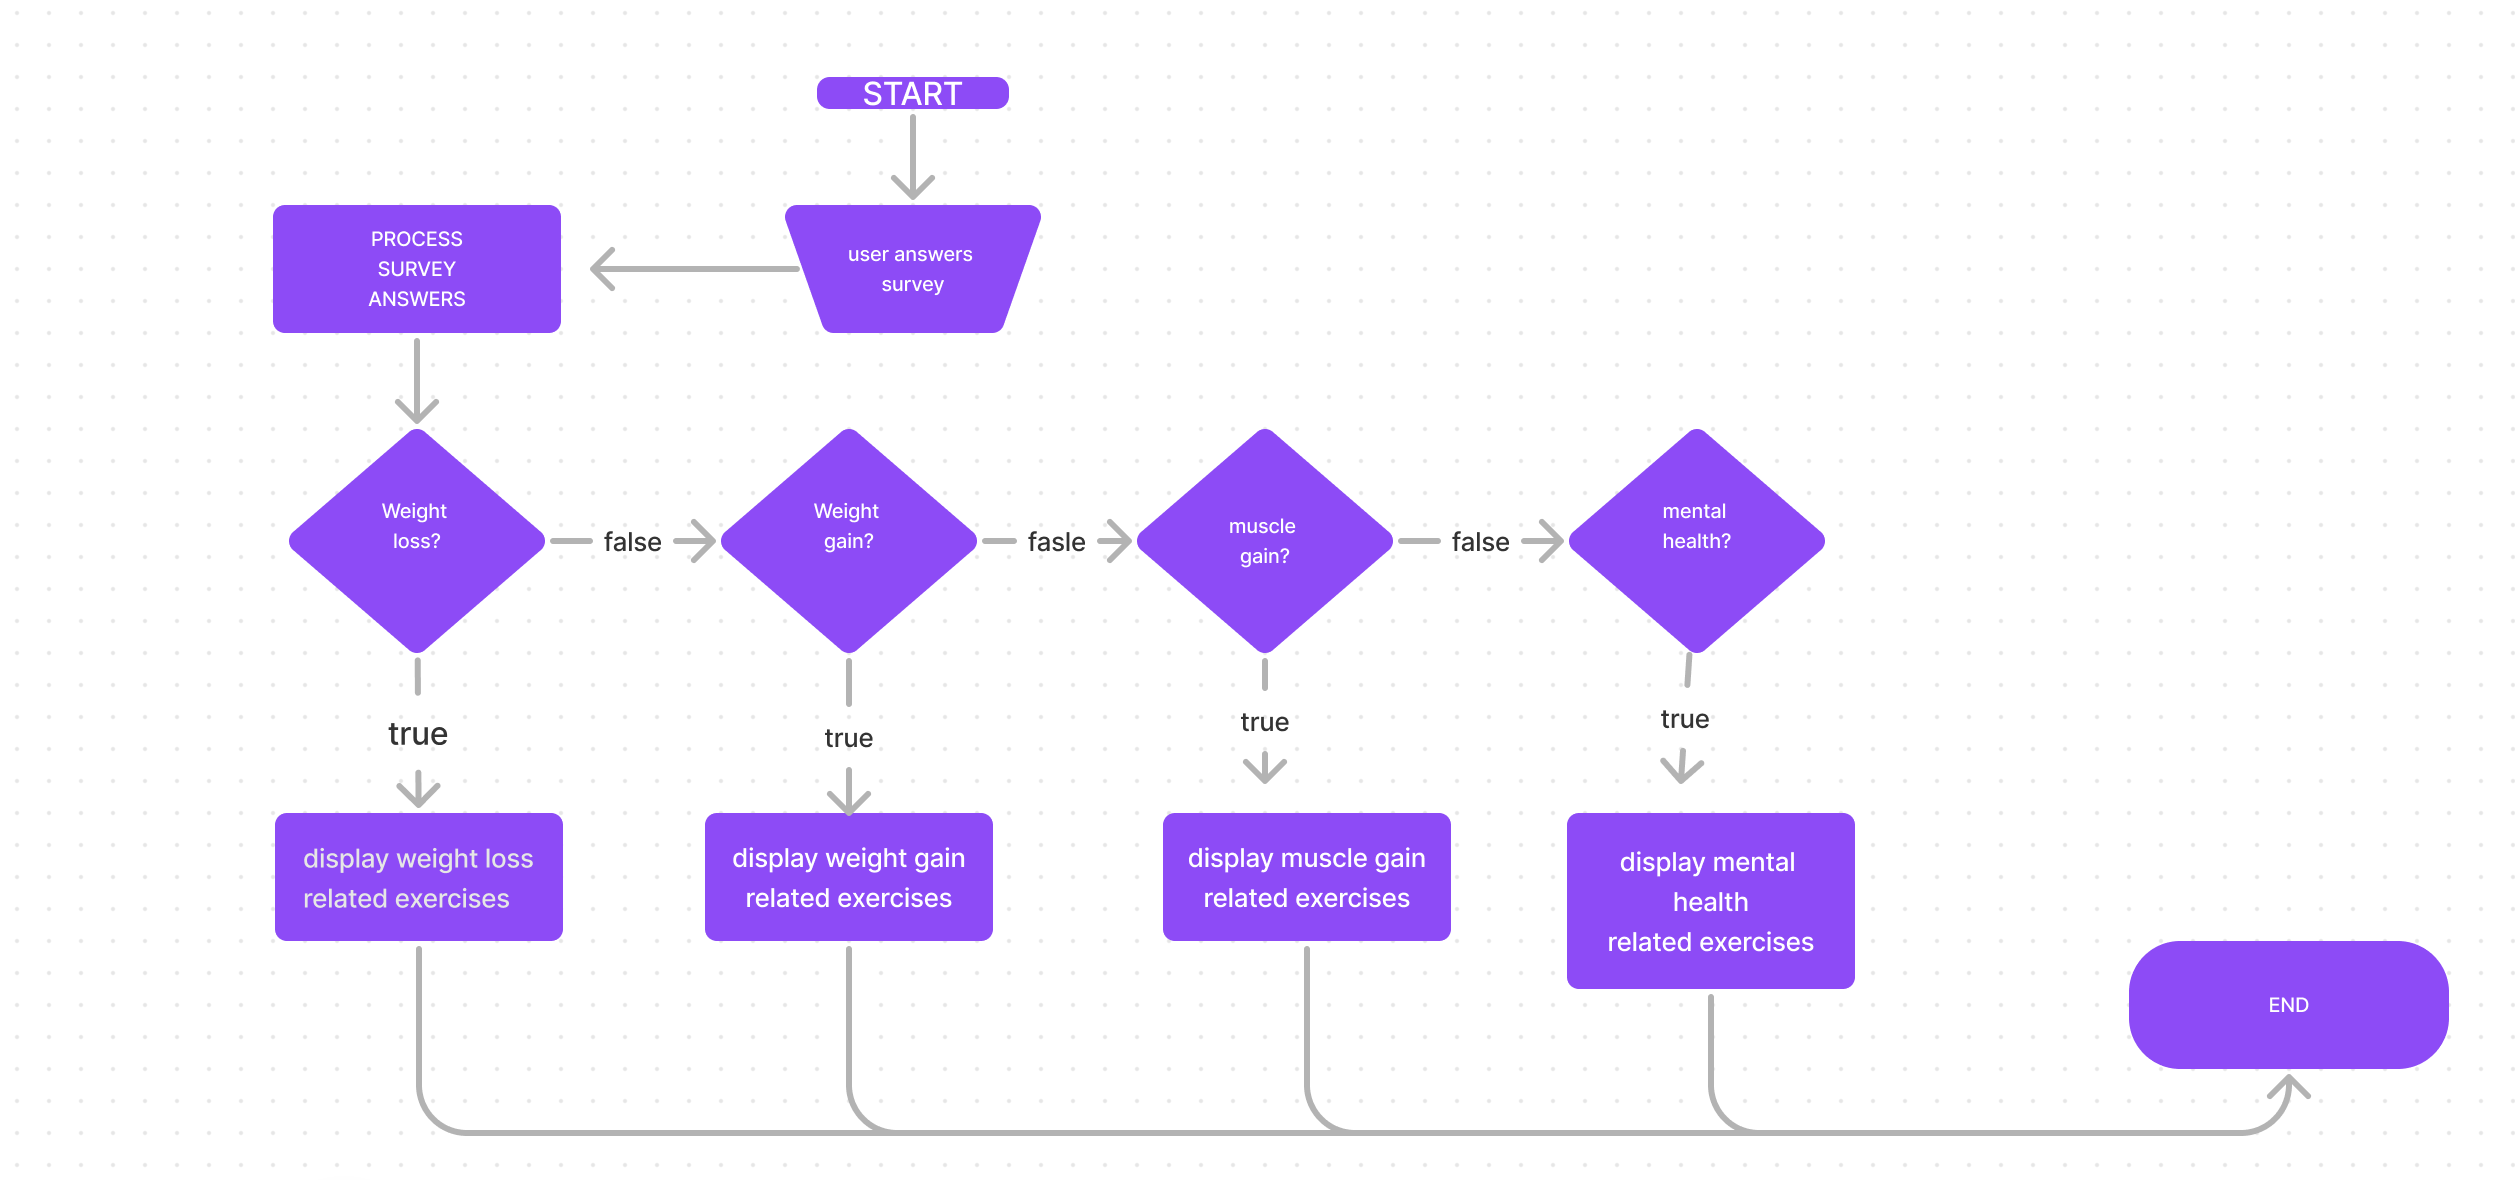 START
PROCESS
SURVEY
ANSWERS
user answers
survey
Weight
loss?
false
Weight
gain?
fasle
muscle
gain?
false
mental
health?
true
true
true
true
display weight loss
related exercises
display weight gain
related exercises
display muscle gain
related exercises
display mental
health
related exercises
END